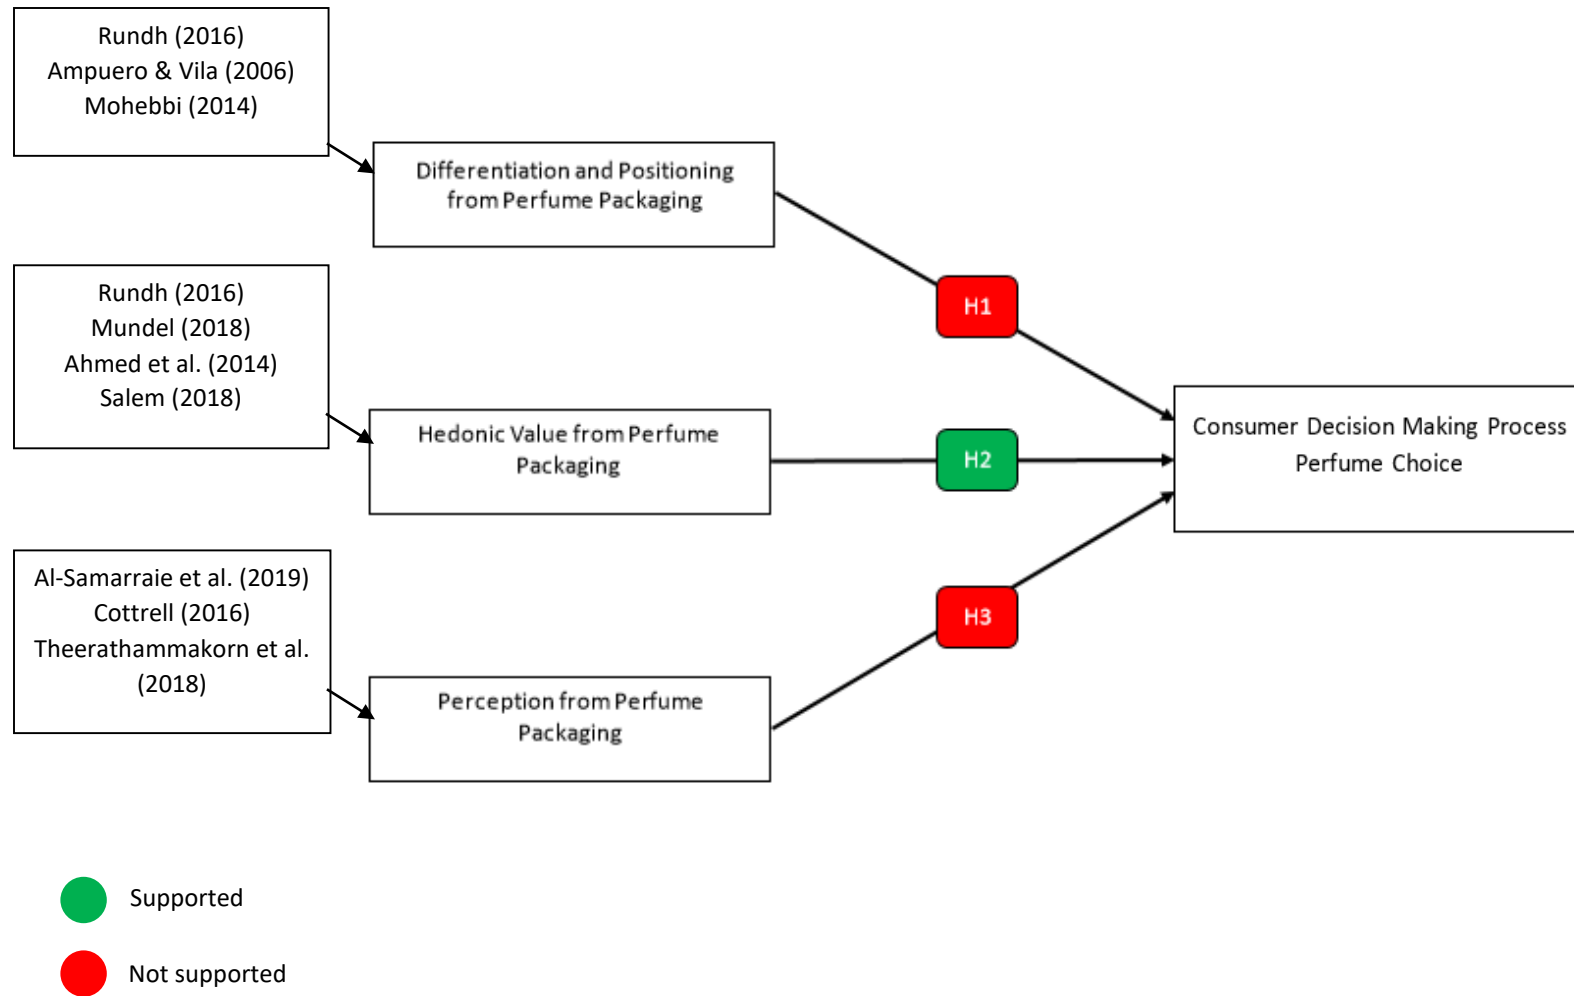 Rundh (2016)
Ampuero & Vila (2006)
Mohebbi (2014)
Differentiation and Positioning
from Perfume Packaging
H1
Rundh (2016)
Mundel (2018)
Ahmed et al. (2014)
Salem (2018)
Hedonic Value from Perfume
Packaging
H2
Consumer Decision Making Process
Perfume Choice
Al-Samarraie et al. (2019)
Cottrell (2016)
Theerathammakorn et al.
(2018)
Perception from Perfume
Packaging
H3
Supported
Not supported